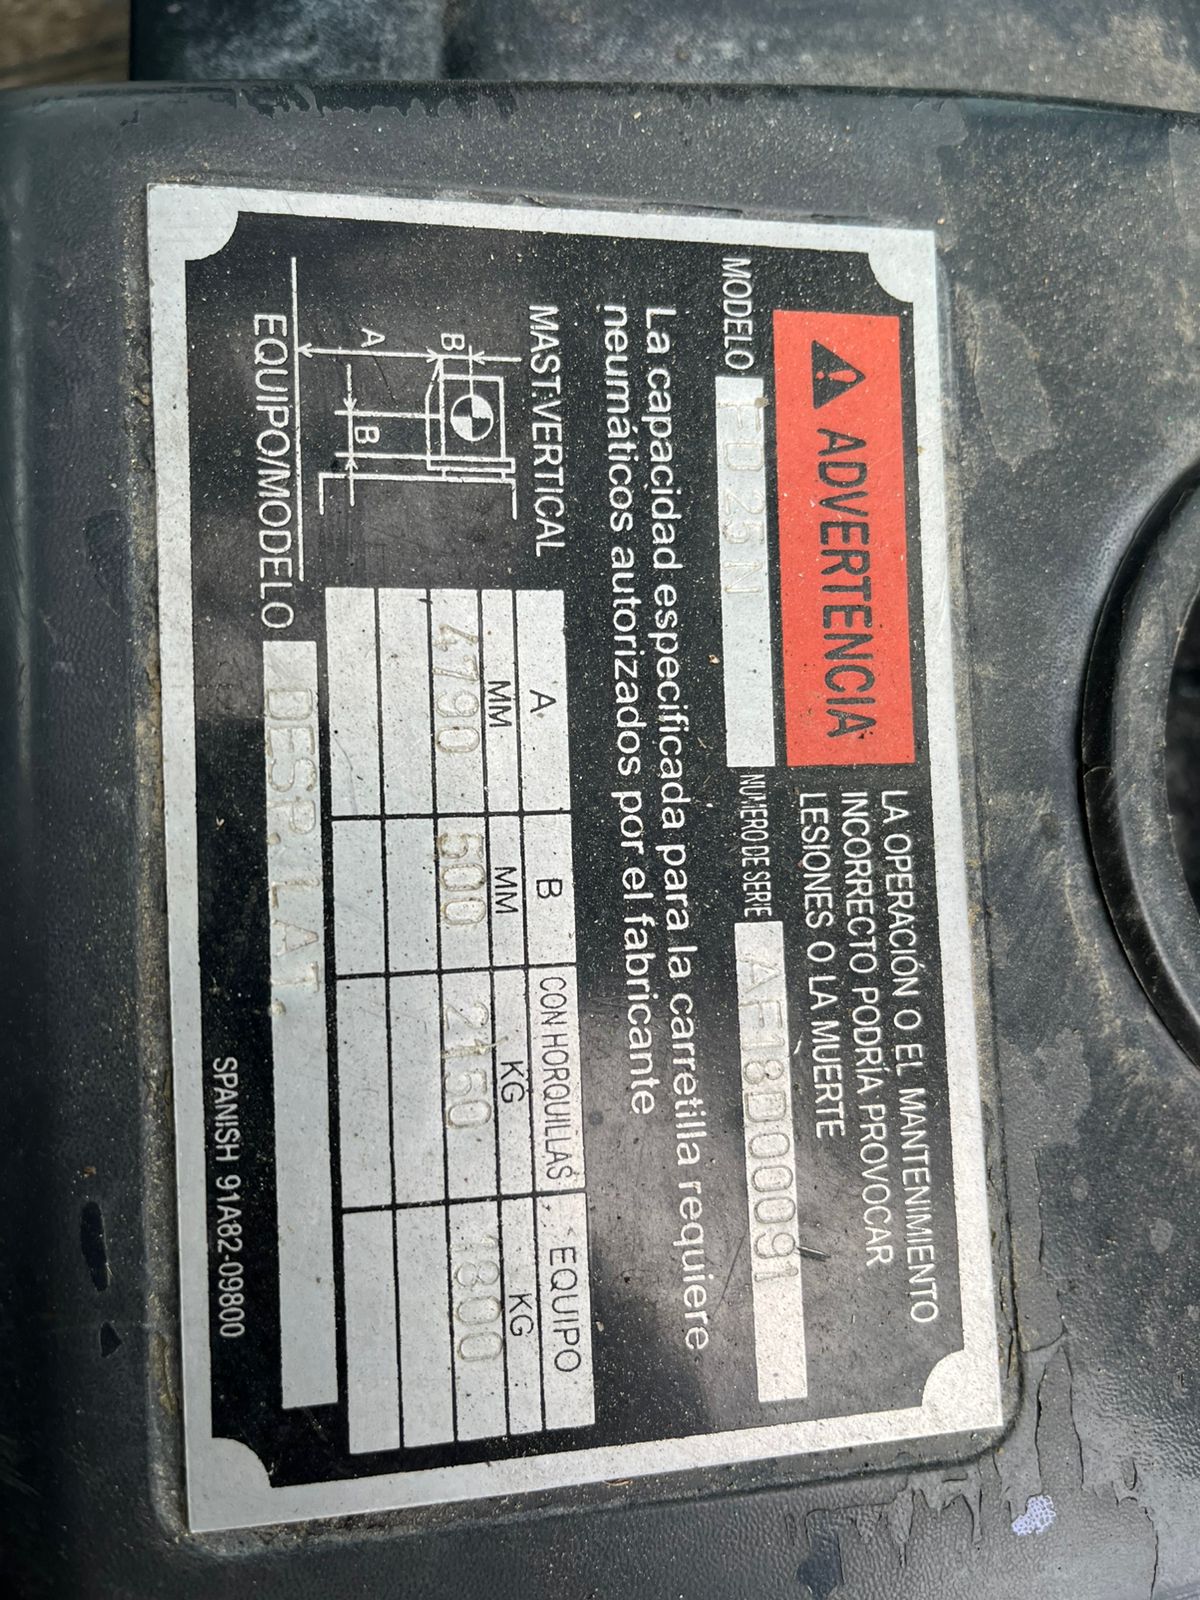 ADVERTENCIA
LA OPERACIÓN O EL MANTENIMIENTO
INCORRECTO PODRÍA PROVOCAR
LESIONES O LA MUERTE
MODELO FD25N NUMERO DE SERIE AF18D00091
La capacidad especificada para la carretilla requiere
neumáticos autorizados por el fabricante
MAST:VERTICAL
A B CON HORQUILLAS EQUIPO
MM MM KG KG
4790 500 2150 1800
B
A
B
EQUIPO/MODELO DESP.LAT.
SPANISH 91A82-09800